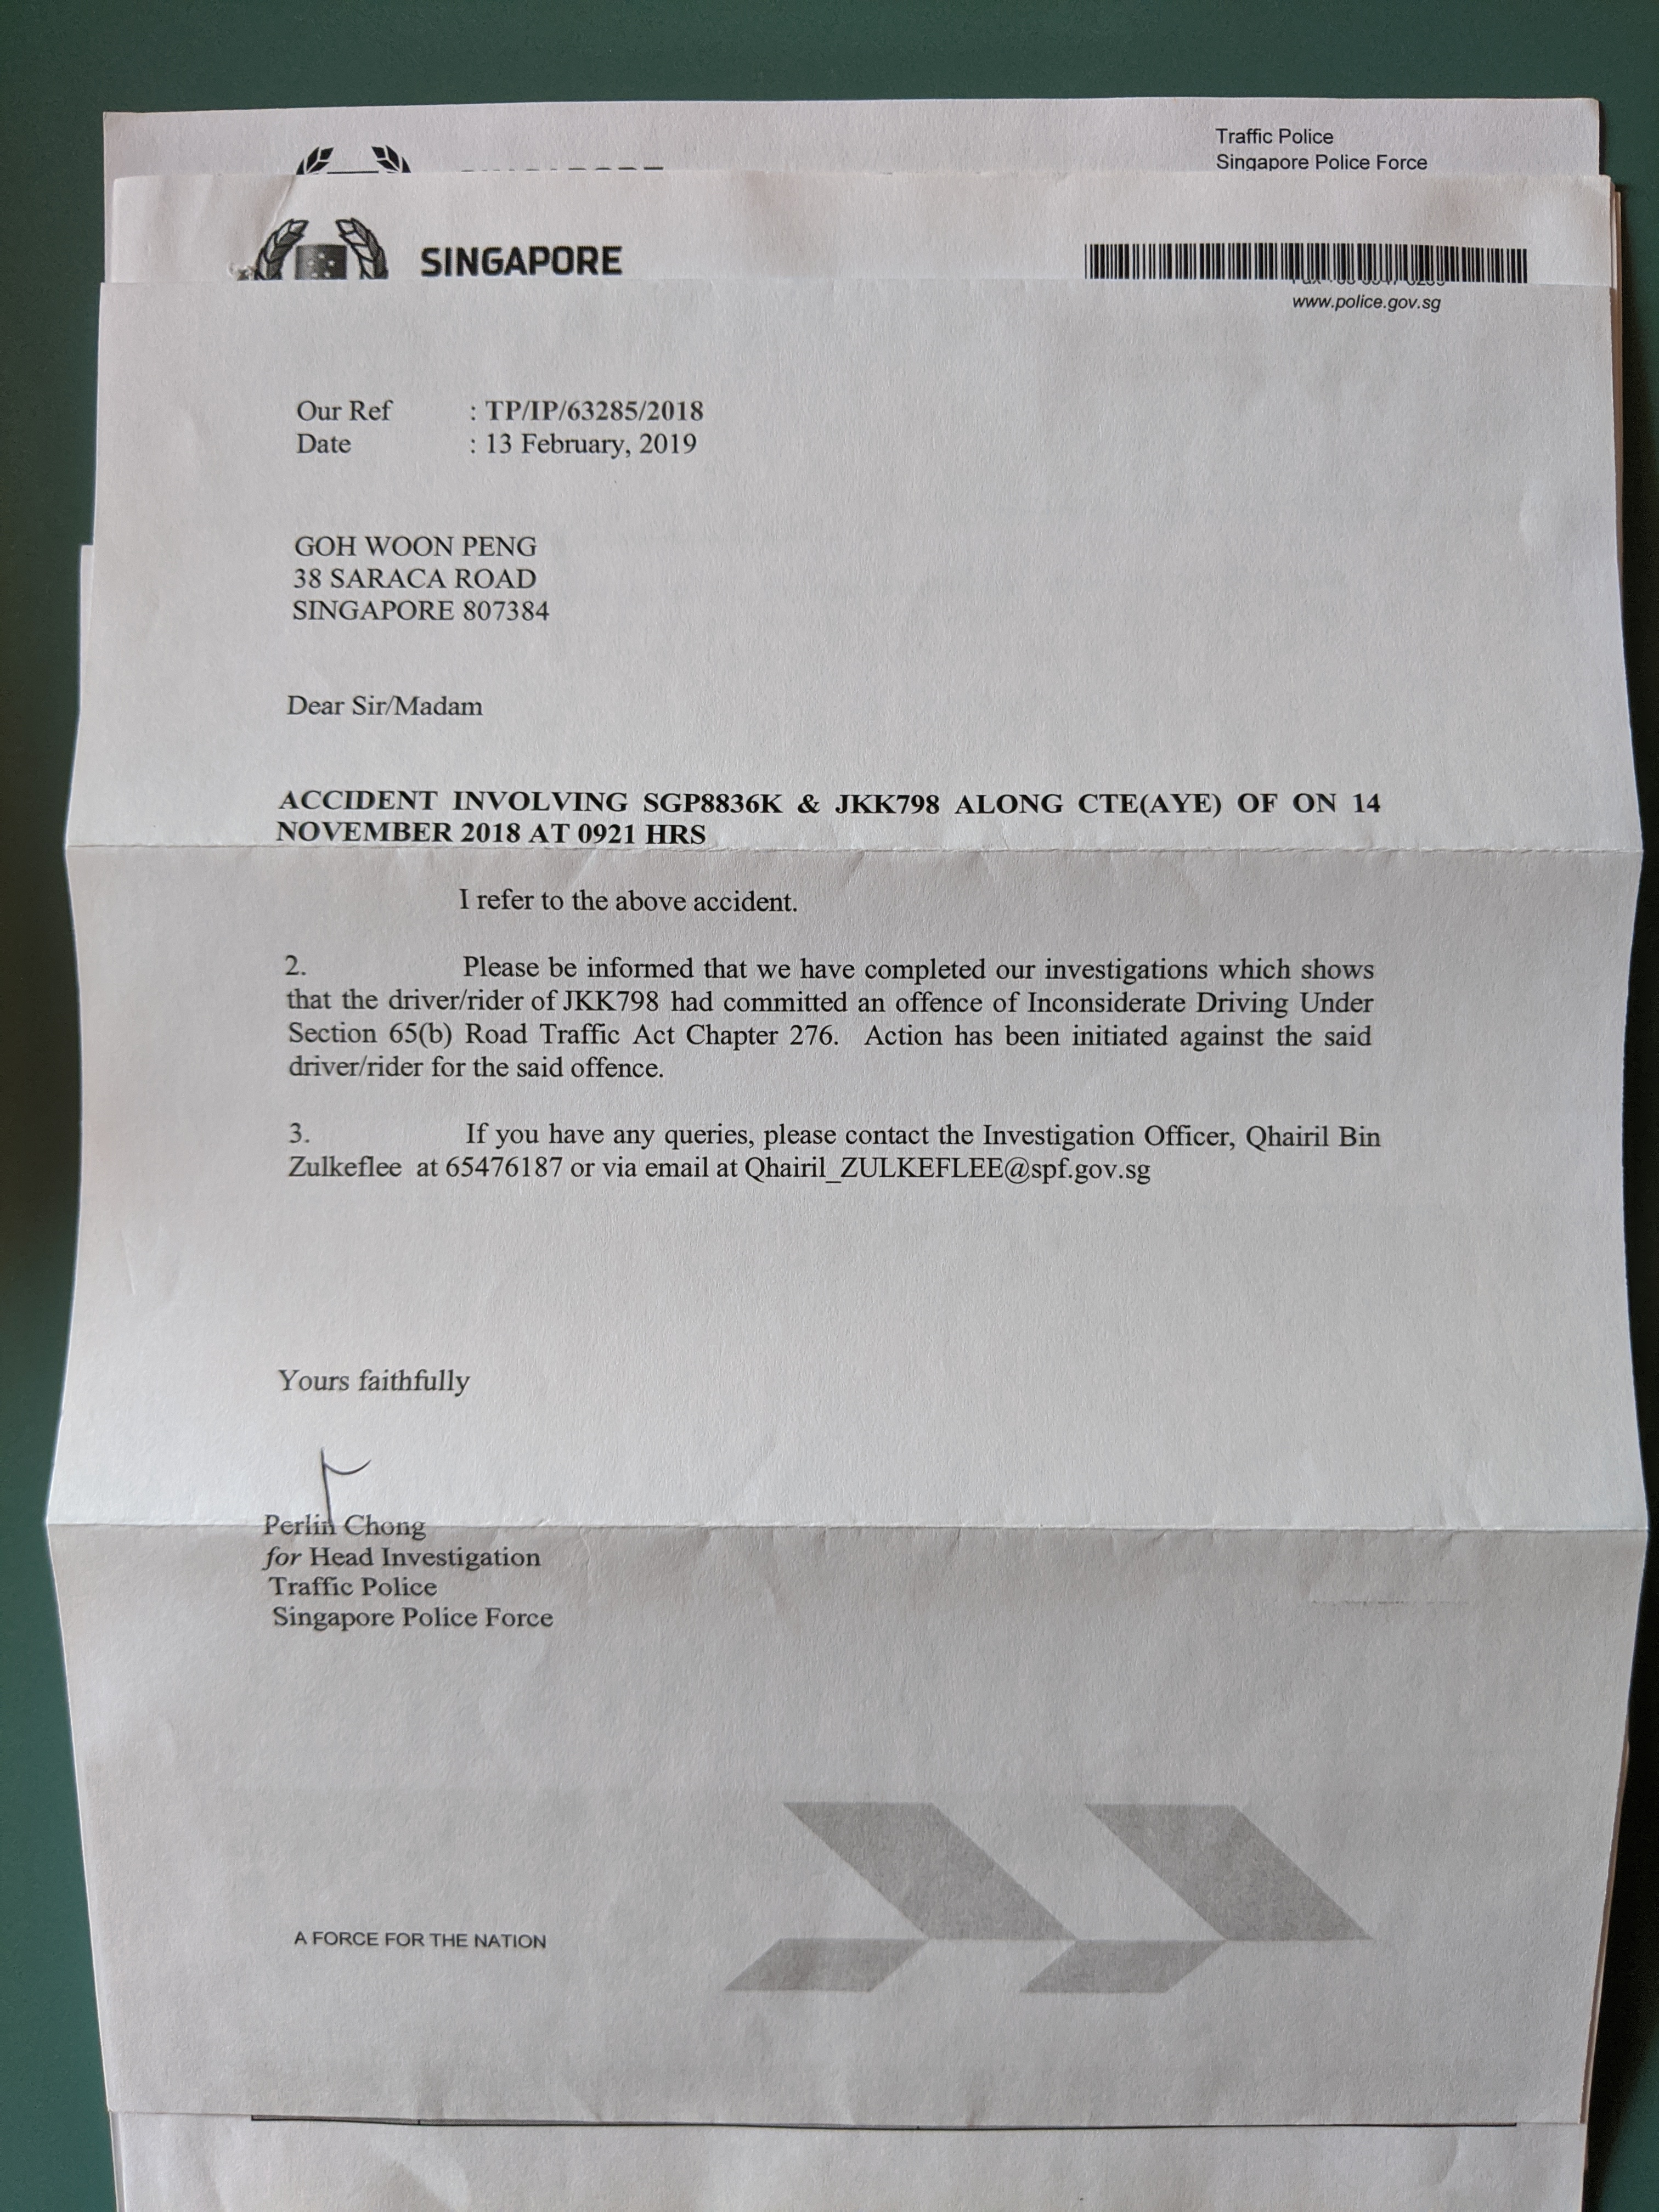 Traffic Police
Singapore Police Force
SINGAPORE
www.police.gov.sg
Our Ref : TP/IP/63285/2018
Date : 13 February, 2019
GOH WOON PENG
38 SARACA ROAD
SINGAPORE 807384
Dear Sir/Madam
ACCIDENT INVOLVING SGP8836K & JKK798 ALONG CTE(AYE) OF ON 14
NOVEMBER 2018 AT 0921 HRS
I refer to the above accident.
2. Please be informed that we have completed our investigations which shows
that the driver/rider of JKK798 had committed an offence of Inconsiderate Driving Under
Section 65(b) Road Traffic Act Chapter 276. Action has been initiated against the said
driver/rider for the said offence.
3. If you have any queries, please contact the Investigation Officer, Qhairil Bin
Zulkeflee at 65476187 or via email at Qhairil_ZULKEFLEE@spf.gov.sg
Yours faithfully
Perlin Chong
for Head Investigation
Traffic Police
Singapore Police Force
A FORCE FOR THE NATION